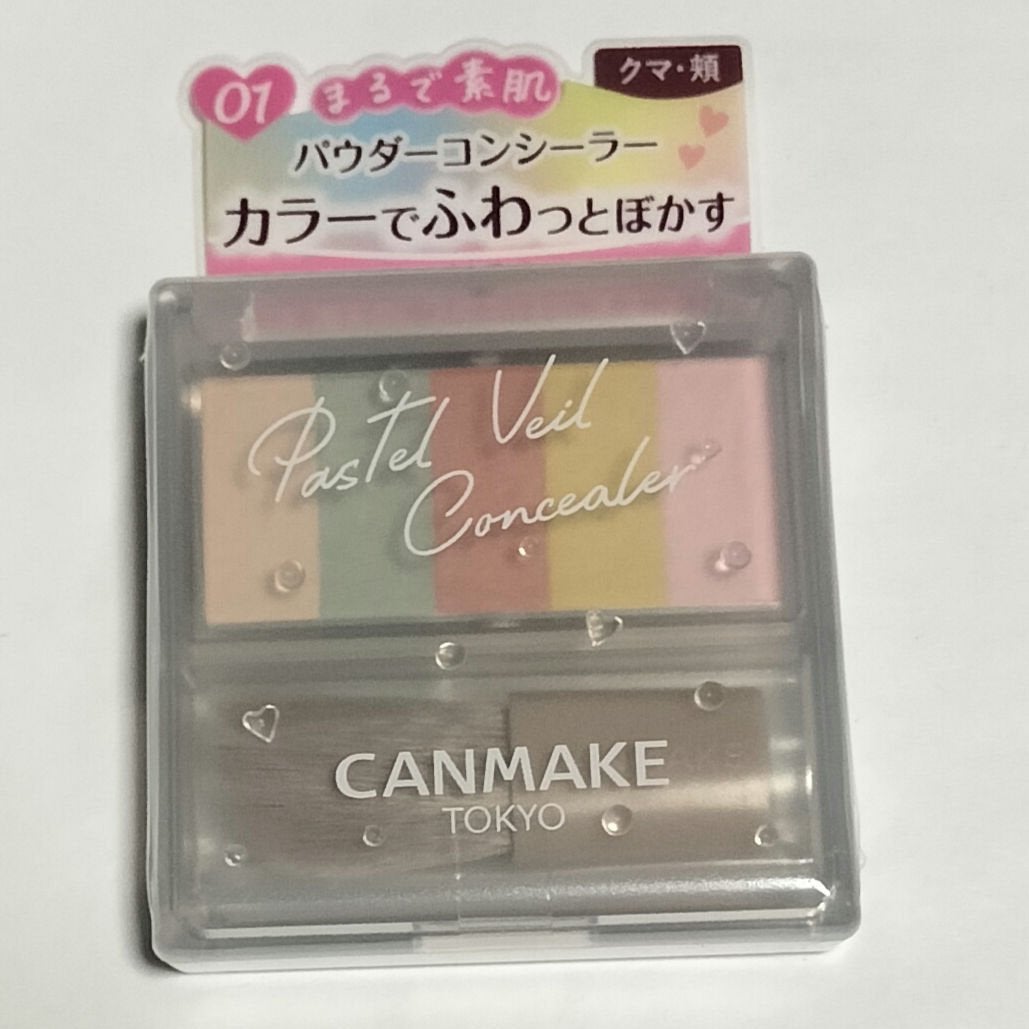 01 まるで素肌
クマ・頬
パウダーコンシーラー
カラーでふわっとぼかす
Pastel Veil
Concealer
CANMAKE
TOKYO